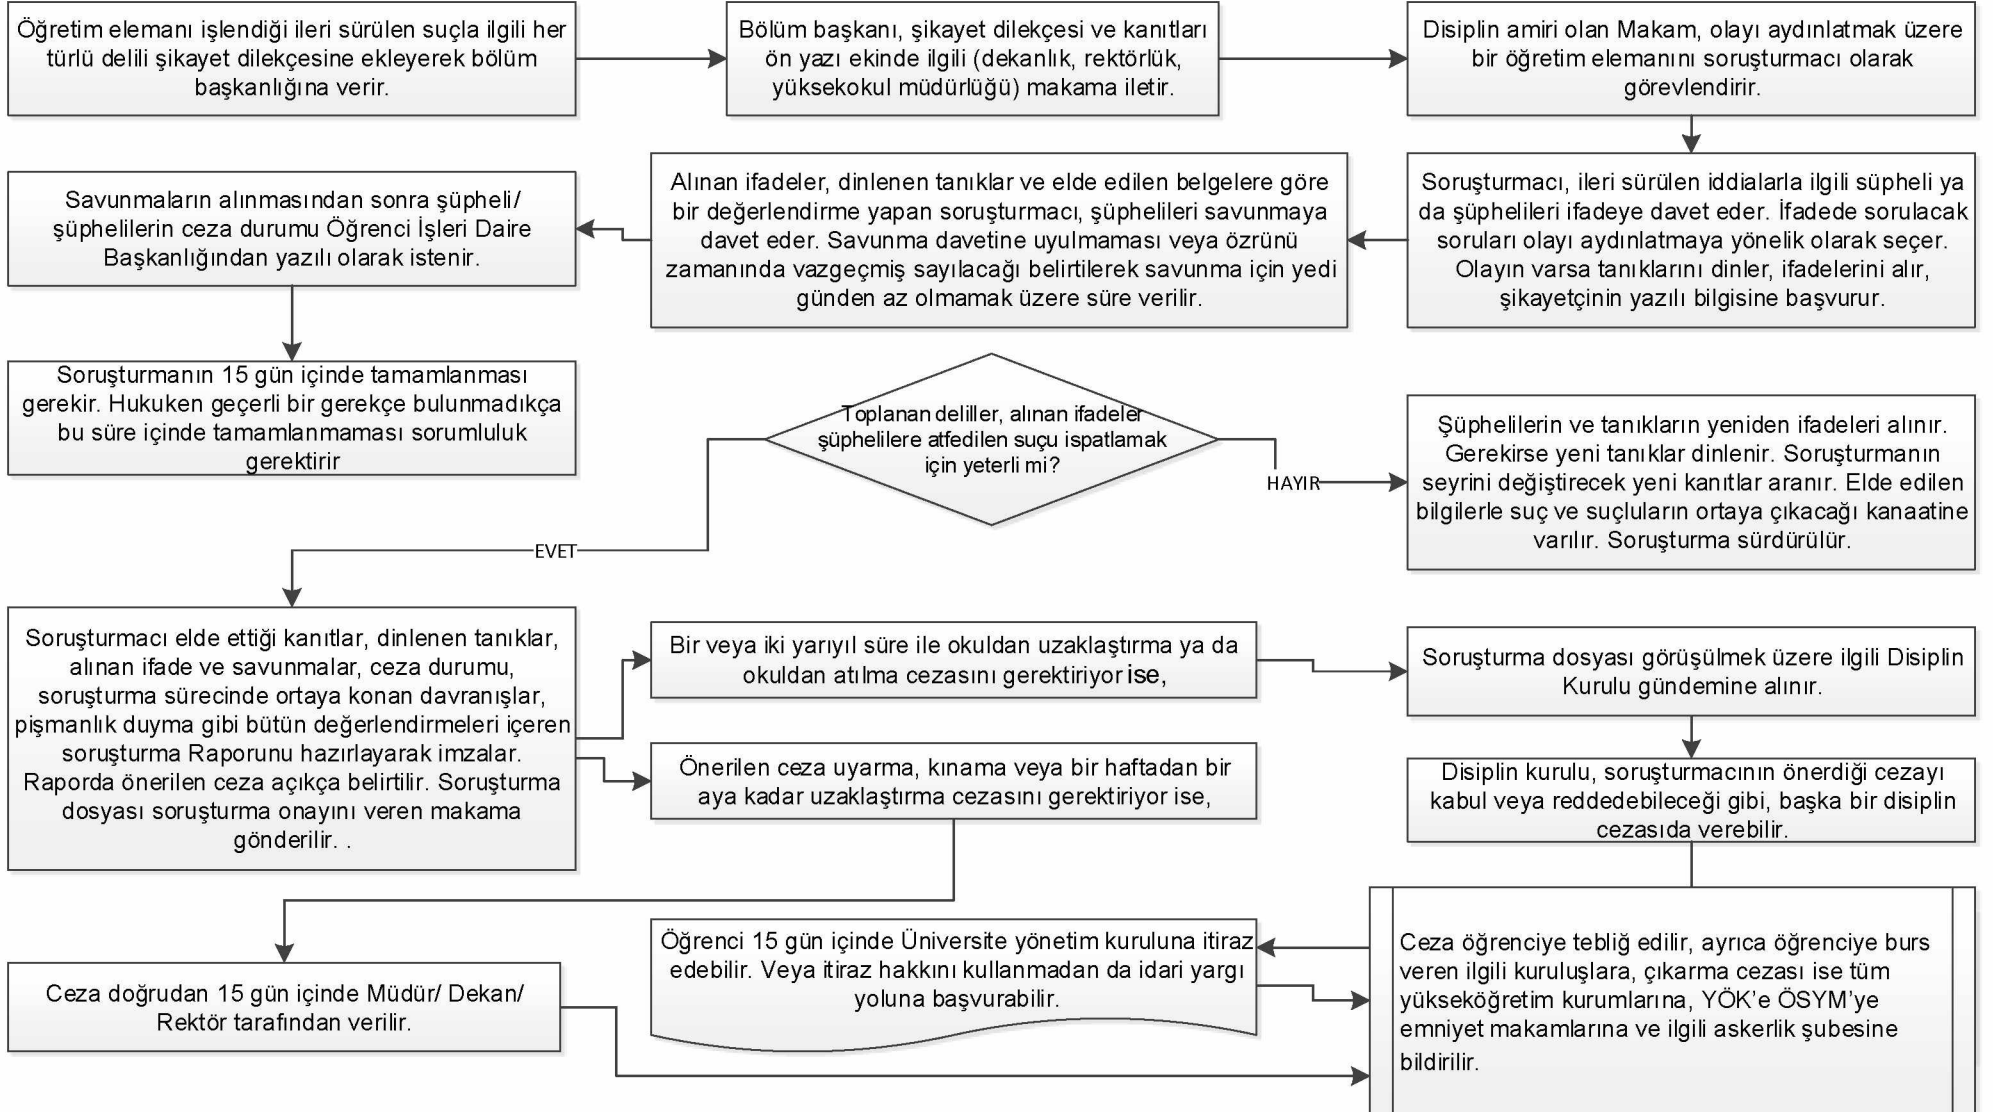 Öğretim elemanı işlendiği ileri sürülen suçla ilgili her
türlü delili şikayet dilekçesine ekleyerek bölüm
başkanlığına verir.
Bölüm başkanı, şikayet dilekçesi ve kanıtları
ön yazı ekinde ilgili (dekanlık, rektörlük,
yüksekokul müdürlüğü) makama iletir.
Disiplin amiri olan Makam, olayı aydınlatmak üzere
bir öğretim elemanını soruşturmacı olarak
görevlendirir.
Soruşturmacı, ileri sürülen iddialarla ilgili süpheli ya
da şüphelileri ifadeye davet eder. İfadede sorulacak
soruları olayı aydınlatmaya yönelik olarak seçer.
Olayın varsa tanıklarını dinler, ifadelerini alır,
şikayetçinin yazılı bilgisine başvurur.
Alınan ifadeler, dinlenen tanıklar ve elde edilen belgelere göre
bir değerlendirme yapan soruşturmacı, şüphelileri savunmaya
davet eder. Savunma davetine uyulmaması veya özrünü
zamanında vazgeçmiş sayılacağı belirtilerek savunma için yedi
günden az olmamak üzere süre verilir.
Savunmaların alınmasından sonra şüpheli/
şüphelilerin ceza durumu Öğrenci İşleri Daire
Başkanlığından yazılı olarak istenir.
Soruşturmanın 15 gün içinde tamamlanması
gerekir. Hukuken geçerli bir gerekçe bulunmadıkça
bu süre içinde tamamlanmaması sorumluluk
gerektirir
Toplanan deliller, alınan ifadeler
şüphelilere atfedilen suçu ispatlamak
için yeterli mi?
HAYIR
Şüphelilerin ve tanıkların yeniden ifadeleri alınır.
Gerekirse yeni tanıklar dinlenir. Soruşturmanın
seyrini değiştirecek yeni kanıtlar aranır. Elde edilen
bilgilerle suç ve suçluların ortaya çıkacağı kanaatine
varılır. Soruşturma sürdürülür.
EVET
Soruşturmacı elde ettiği kanıtlar, dinlenen tanıklar,
alınan ifade ve savunmalar, ceza durumu,
soruşturma sürecinde ortaya konan davranışlar,
pişmanlık duyma gibi bütün değerlendirmeleri içeren
soruşturma Raporunu hazırlayarak imzalar.
Raporda önerilen ceza açıkça belirtilir. Soruşturma
dosyası soruşturma onayını veren makama
gönderilir. .
Bir veya iki yarıyıl süre ile okuldan uzaklaştırma ya da
okuldan atılma cezasını gerektiriyor ise,
Soruşturma dosyası görüşülmek üzere ilgili Disiplin
Kurulu gündemine alınır.
Önerilen ceza uyarma, kınama veya bir haftadan bir
aya kadar uzaklaştırma cezasını gerektiriyor ise,
Disiplin kurulu, soruşturmacının önerdiği cezayı
kabul veya reddedebileceği gibi, başka bir disiplin
cezasıda verebilir.
Ceza doğrudan 15 gün içinde Müdür/ Dekan/
Rektör tarafından verilir.
Öğrenci 15 gün içinde Üniversite yönetim kuruluna itiraz
edebilir. Veya itiraz hakkını kullanmadan da idari yargı
yoluna başvurabilir.
Ceza öğrenciye tebliğ edilir, ayrıca öğrenciye burs
veren ilgili kuruluşlara, çıkarma cezası ise tüm
yükseköğretim kurumlarına, YÖK’e ÖSYM’ye
emniyet makamlarına ve ilgili askerlik şubesine
bildirilir.